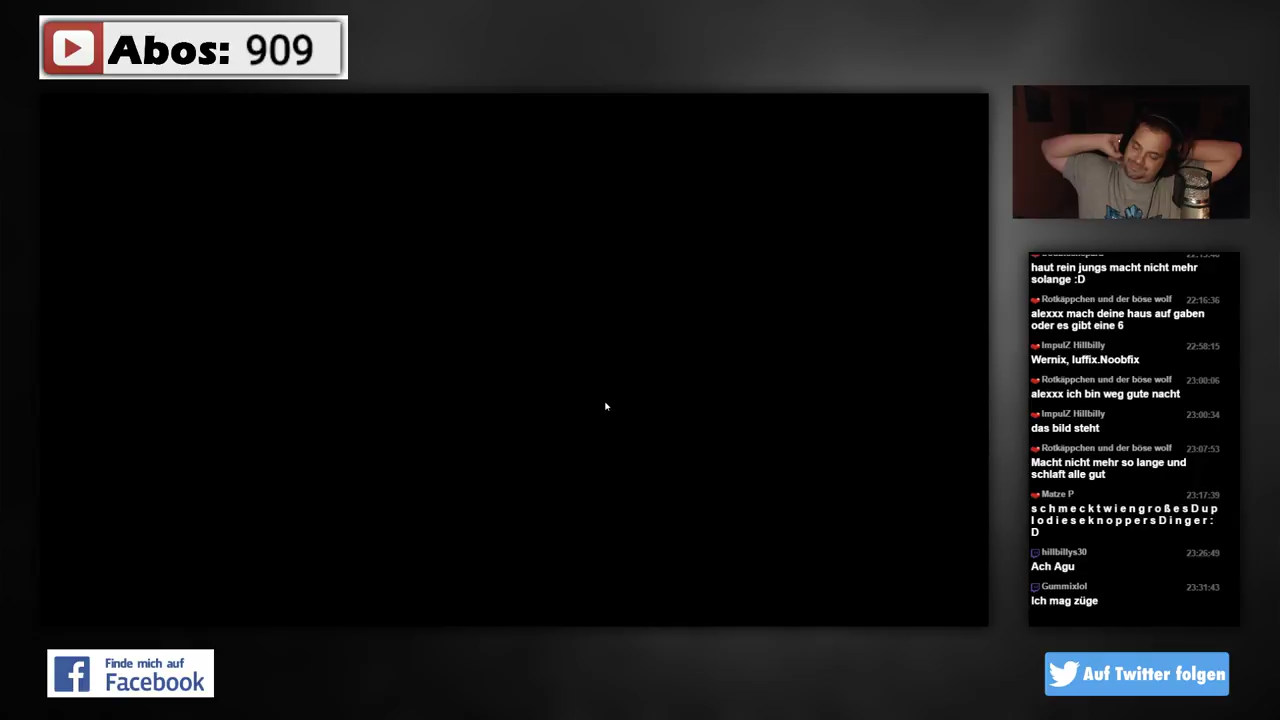 Abos: 909
haut rein jungs macht nicht mehr
solange :D
Rotkäppchen und der böse wolf 22:16:36
alexxx mach deine haus auf gaben
oder es gibt eine 6
ImpulZ Hillbilly 22:58:15
Wernix, luffix.Noobfix
Rotkäppchen und der böse wolf 23:00:06
alexxx ich bin weg gute nacht
ImpulZ Hillbilly 23:00:34
das bild steht
Rotkäppchen und der böse wolf 23:07:53
Macht nicht mehr so lange und
schlaft alle gut
Matze P 23:17:39
s c h m e c k t w i e n g r o ß e s D u p
l o d i e s e k n o p p e r s D i n g e r :
D
hillbillys30 23:26:49
Ach Agu
Gummixlol 23:31:43
Ich mag züge
Finde mich auf
Facebook
Auf Twitter folgen